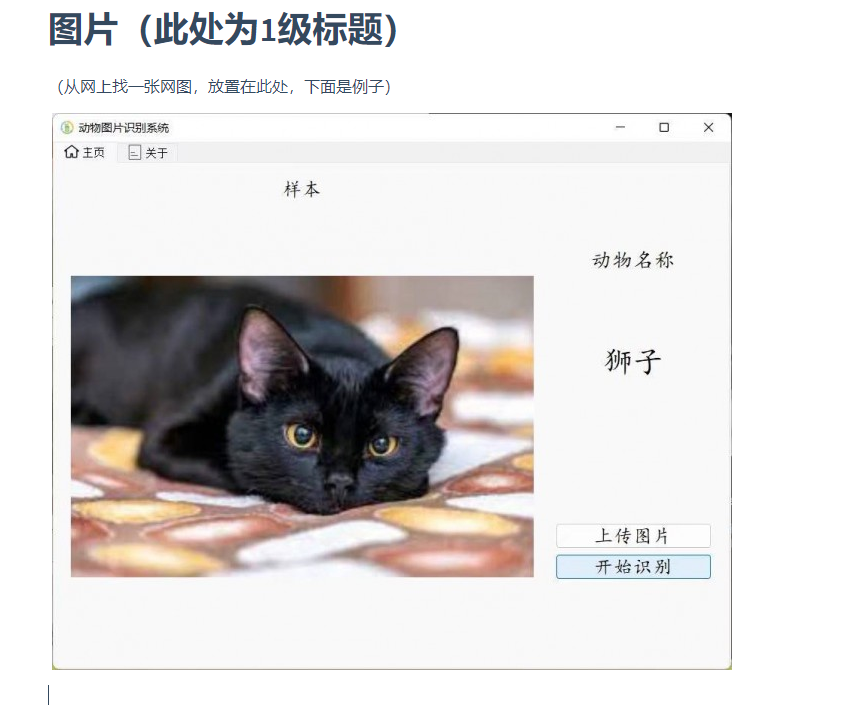 图片（此处为1级标题）
（从网上找一张网图，放置在此处，下面是例子）
动物图片识别系统
主页 关于
样本
动物名称
狮子
上传图片
开始识别